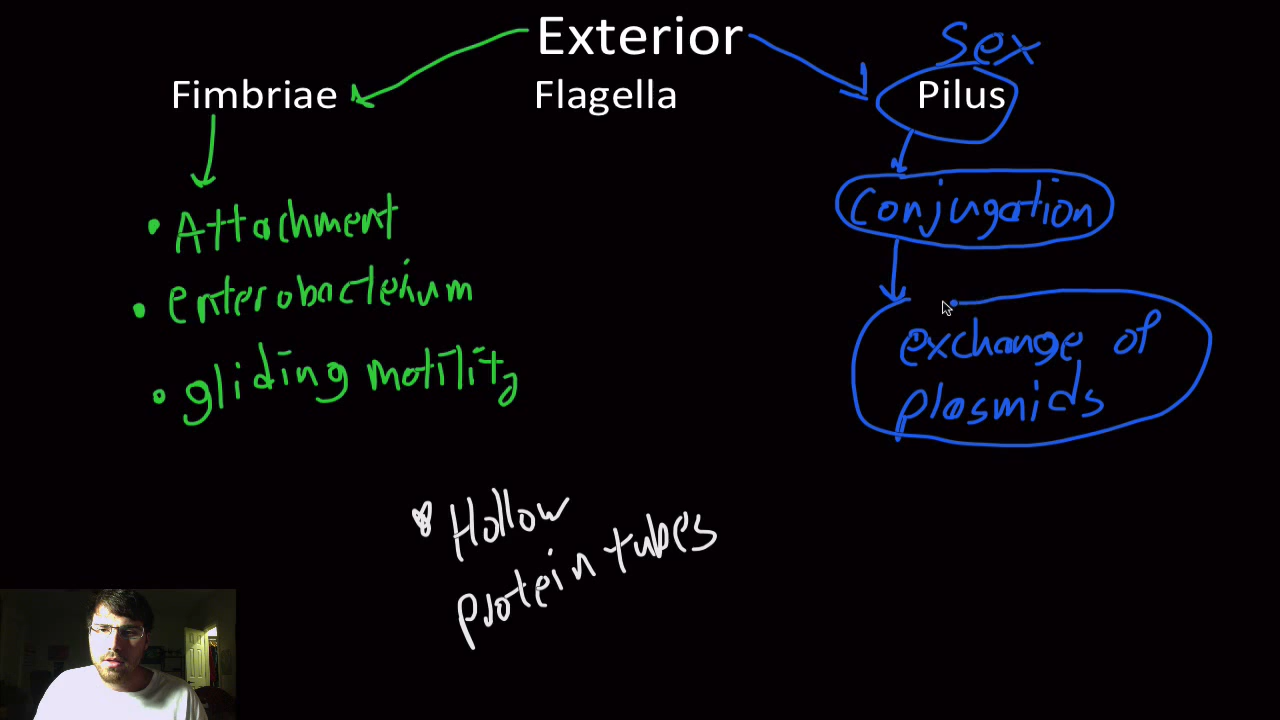 Exterior
Fimbriae
Flagella
Sex
Pilus
• Attachment
• enterobacterium
• gliding motility
Conjugation
exchange of
plasmids
* Hollow
protein tubes